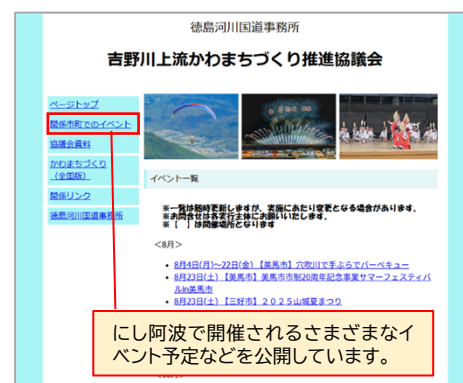 徳島河川国道事務所
吉野川上流かわまちづくり推進協議会
ページトップ
関係市町でのイベント
協議会資料
かわまちづくり
（全国版）
関係リンク
徳島河川国道事務所
イベント一覧
※一覧は随時更新しますが、実施にあたり変更となる場合があります。
※お問合せは各実行主体にお願いいたします。
※【　】は開催場所となります
<8月>
• 8月4日(月)～22日(金)【美馬市】穴吹川で手ぶらでバーベキュー
• 8月23日(土)【美馬市】美馬市市制20周年記念事業サマーフェスティバ
ルin美馬市
• 8月23日(土)【三好市】２０２５山城夏まつり
にし阿波で開催されるさまざまなイ
ベント予定などを公開しています。